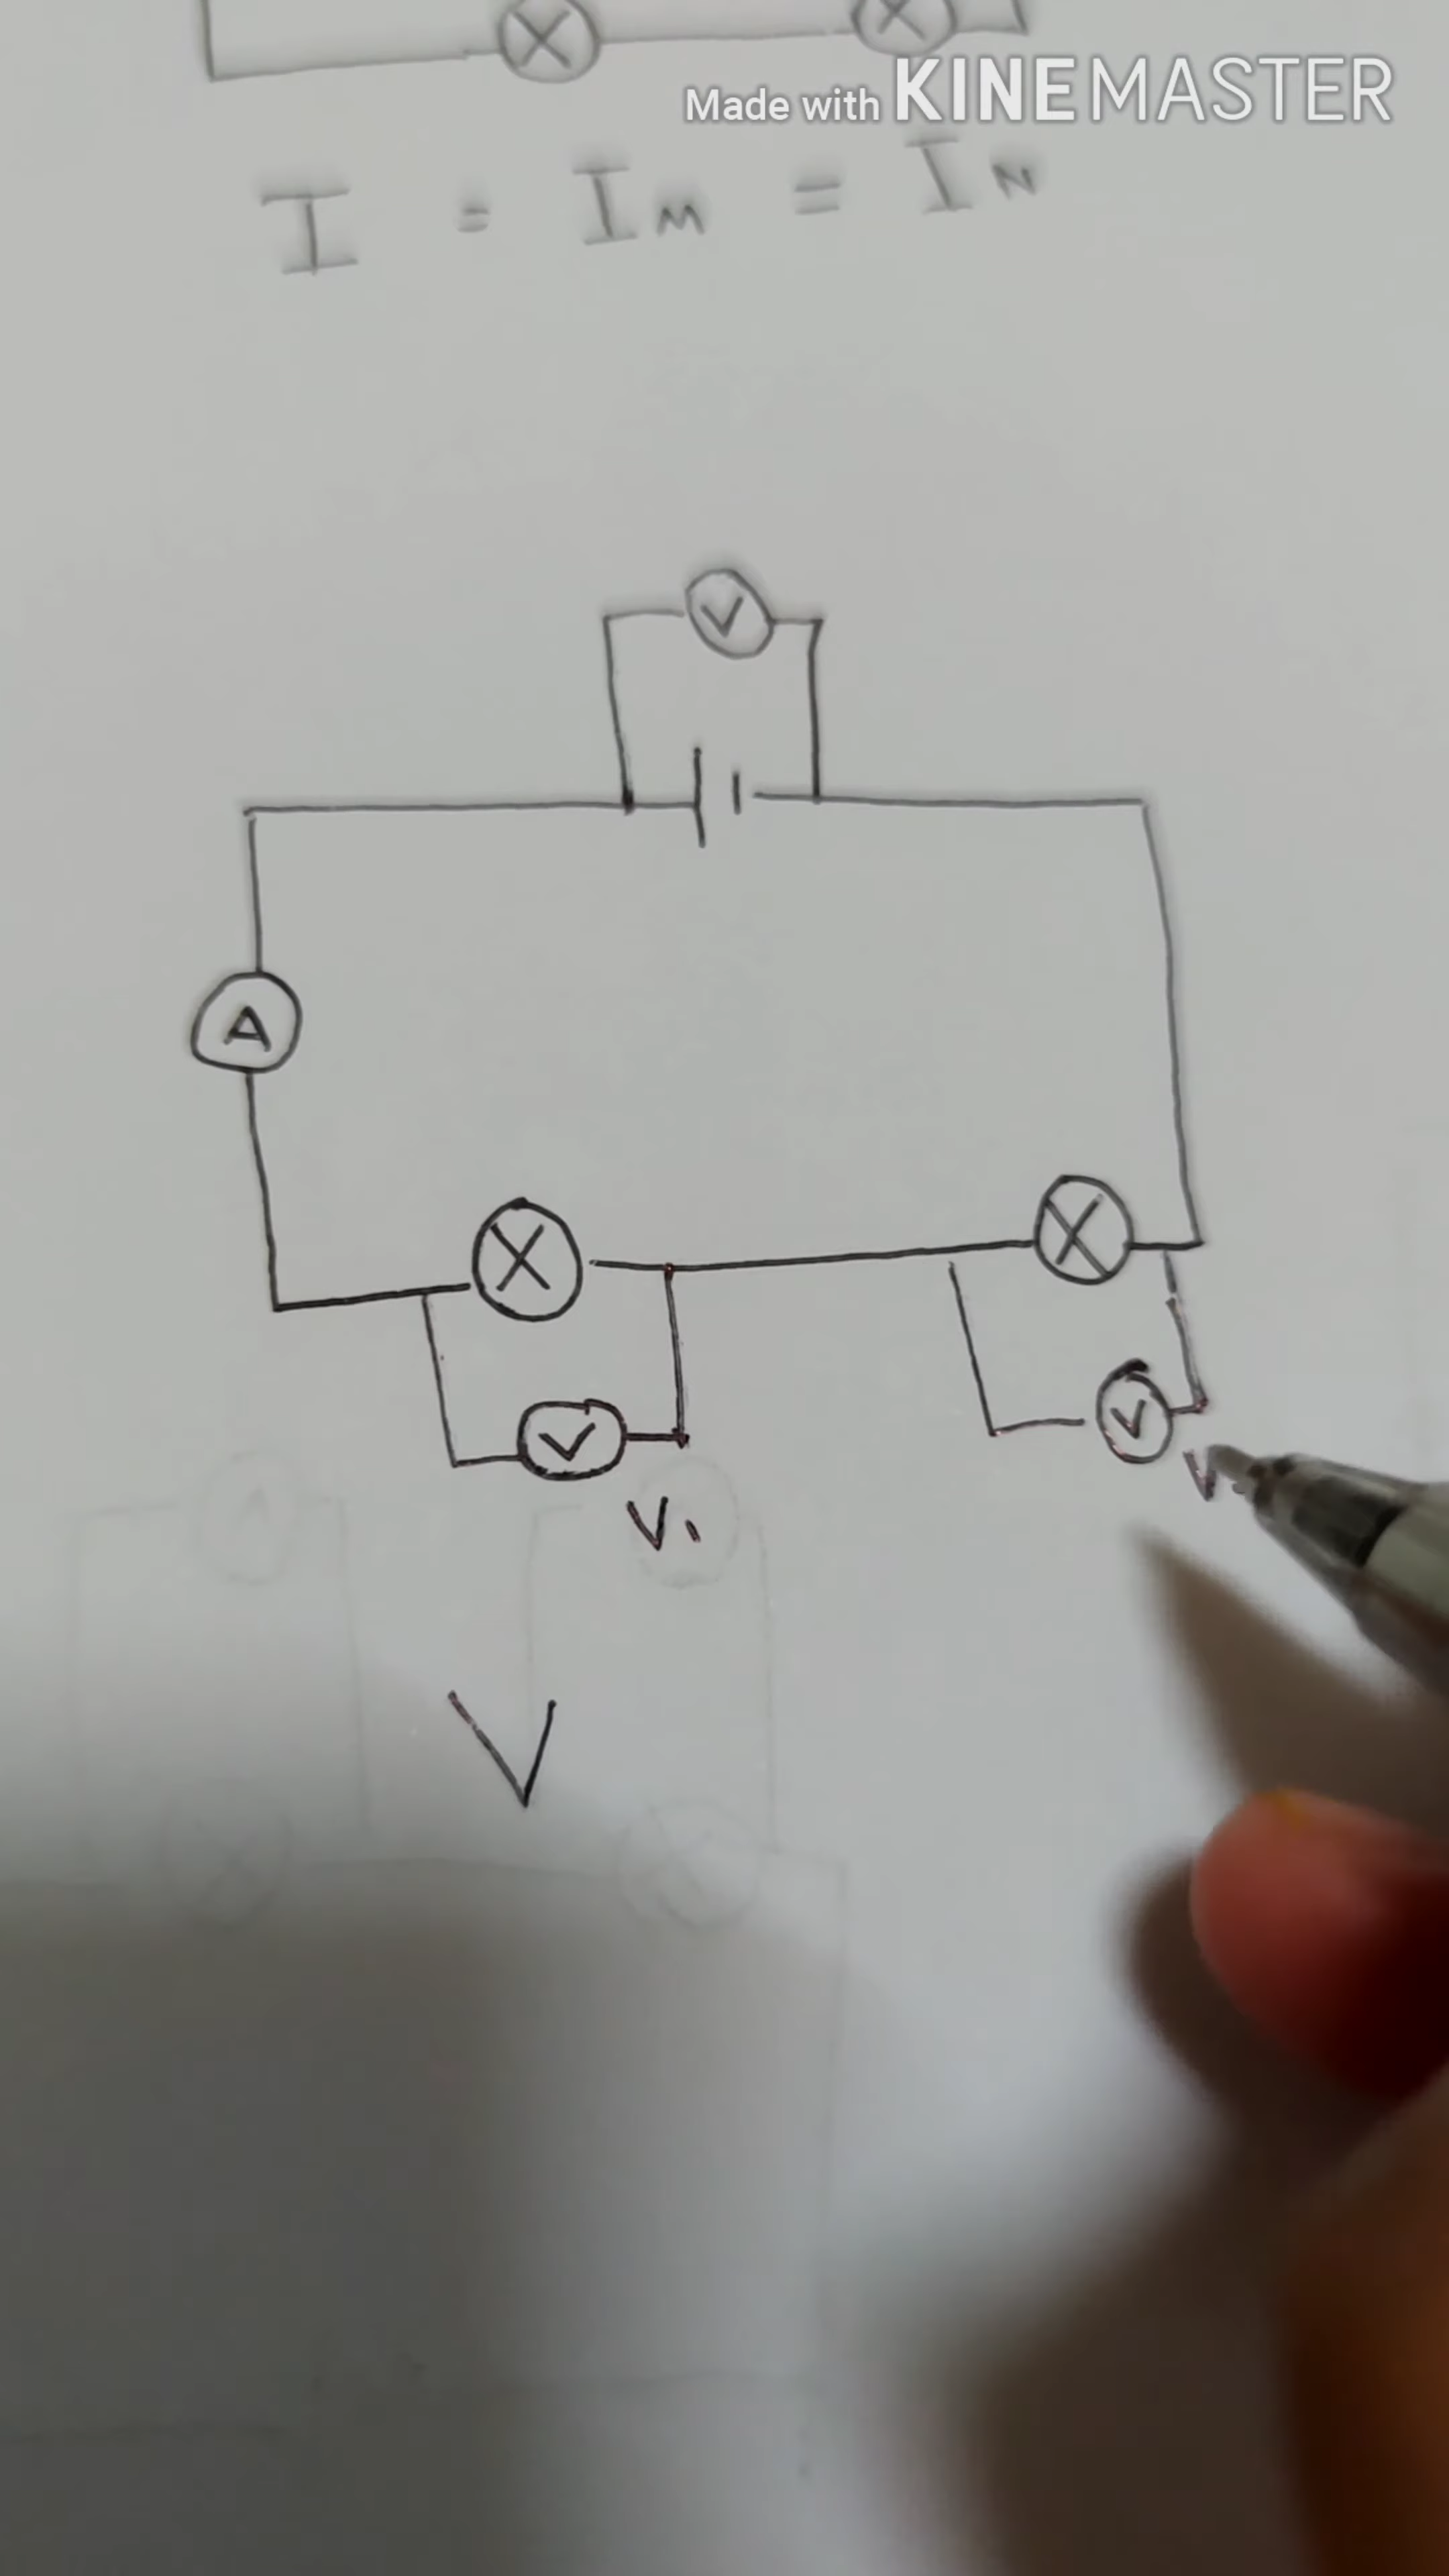 Made with KINEMASTER
I = IM = IN
V
A
V
V
V1
V
V